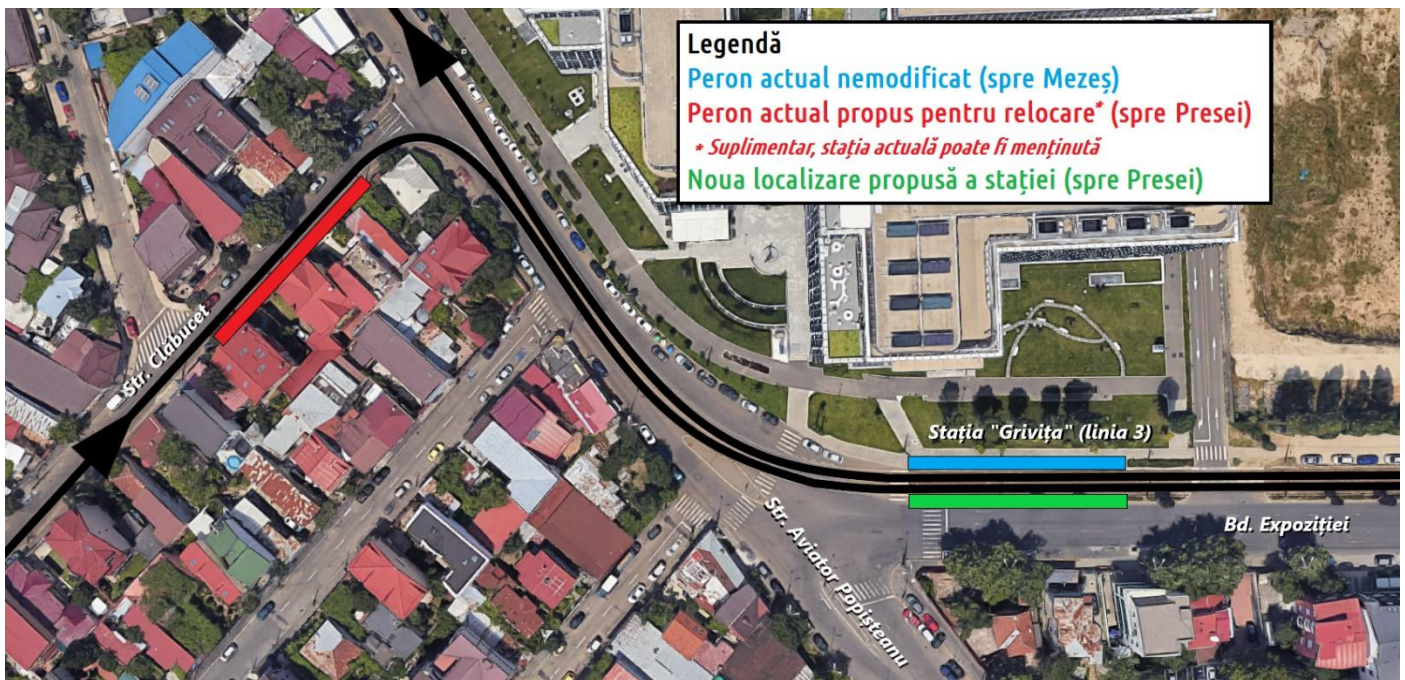 Legendă
Peron actual nemodificat (spre Mezeș)
Peron actual propus pentru relocare* (spre Presei)
* Suplimentar, stația actuală poate fi menținută
Noua localizare propusă a stației (spre Presei)
Str. Clăbucet
Stația "Grivița" (linia 3)
Str. Aviator Popișteanu
Bd. Expoziției